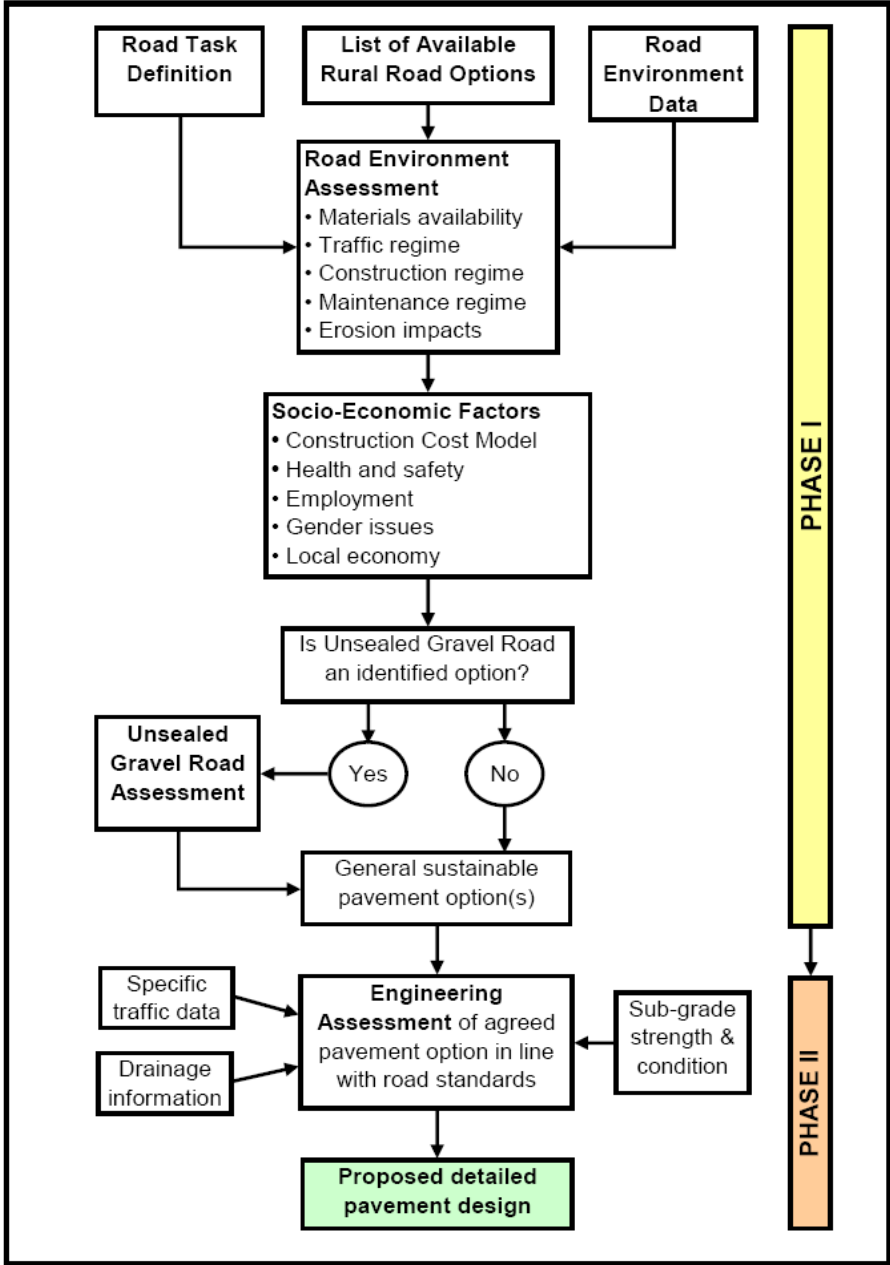 Road Task
Definition
List of Available
Rural Road Options
Road
Environment
Data
Road Environment
Assessment
• Materials availability
• Traffic regime
• Construction regime
• Maintenance regime
• Erosion impacts
Socio-Economic Factors
• Construction Cost Model
• Health and safety
• Employment
• Gender issues
• Local economy
Is Unsealed Gravel Road
an identified option?
Unsealed
Gravel Road
Assessment
Yes
No
General sustainable
pavement option(s)
PHASE I
Specific
traffic data
Drainage
information
Engineering
Assessment of agreed
pavement option in line
with road standards
Sub-grade
strength &
condition
Proposed detailed
pavement design
PHASE II